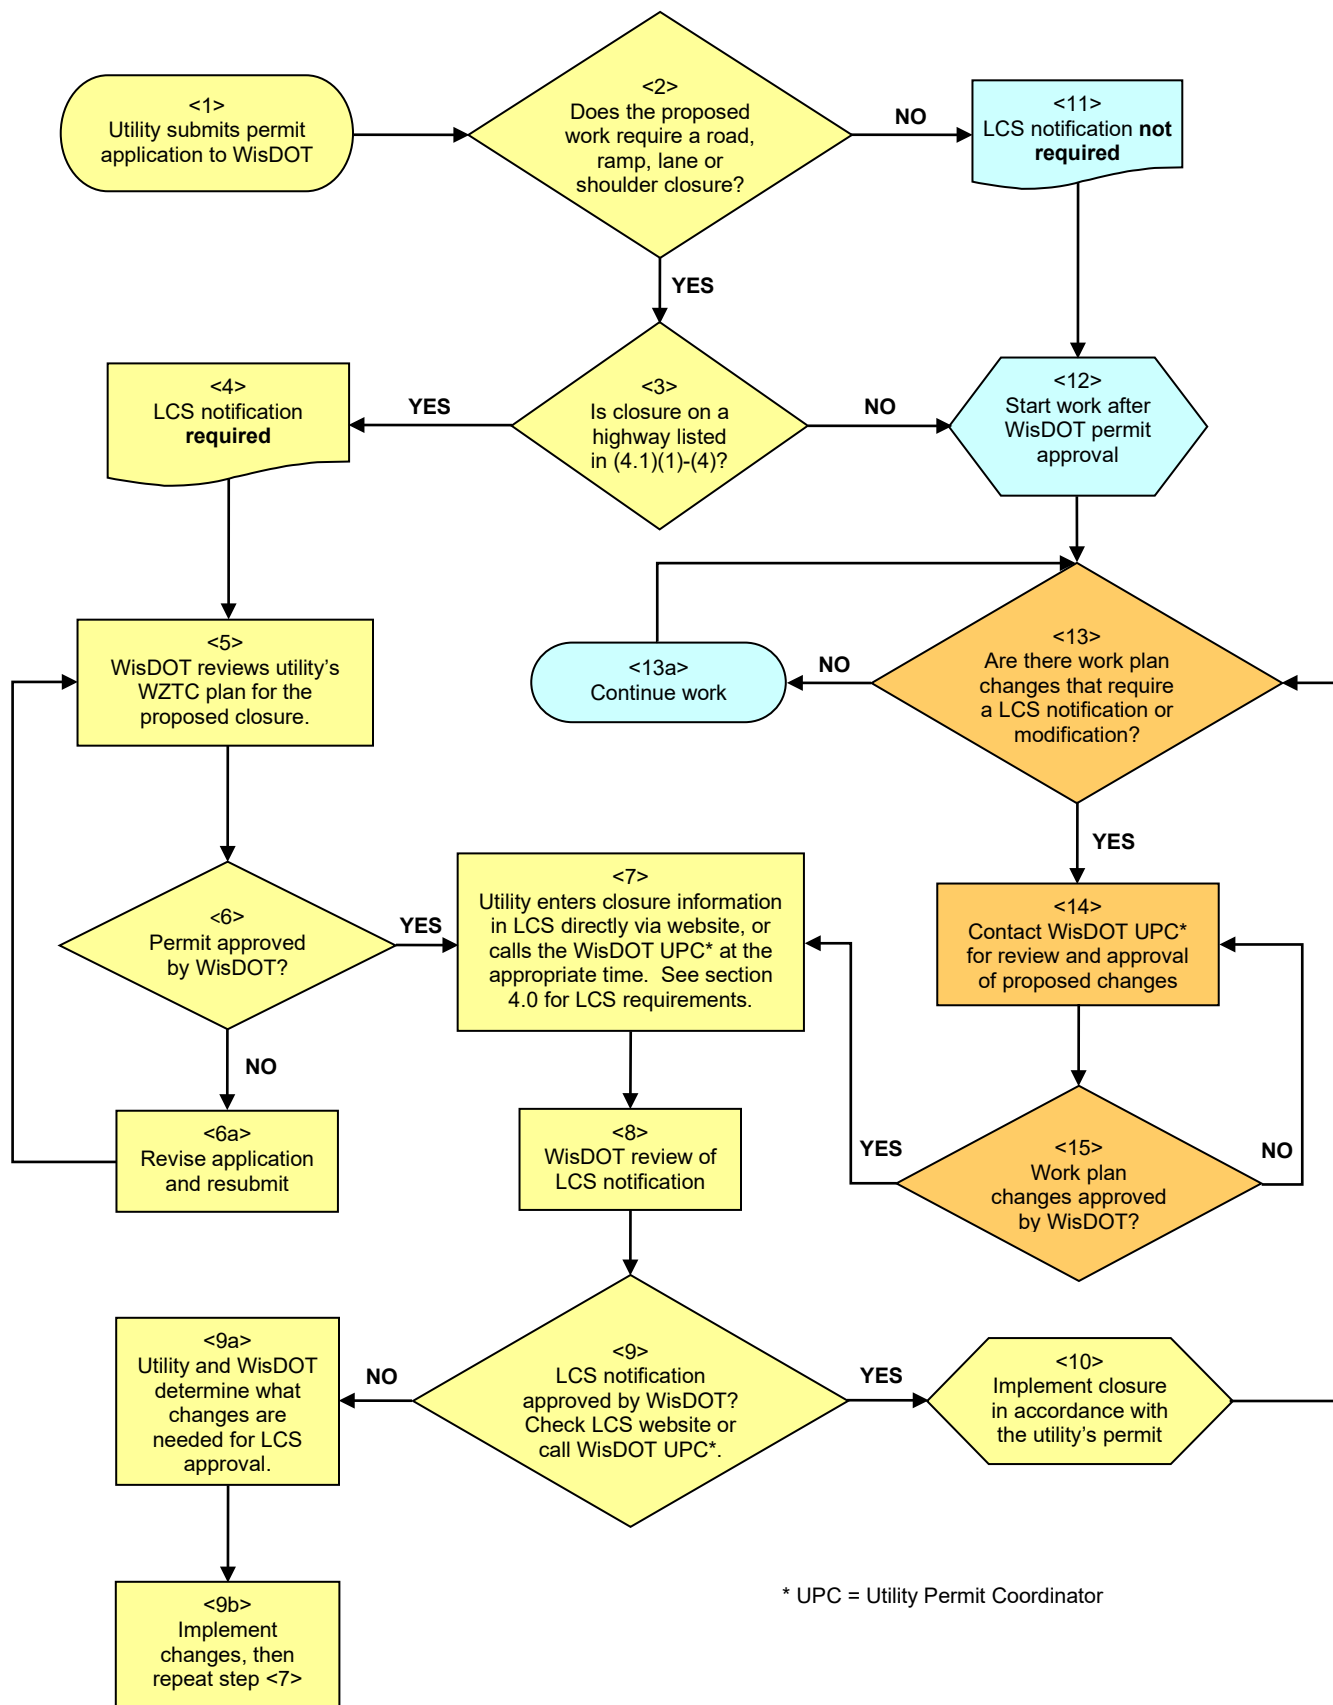 <1>
Utility submits permit
application to WisDOT
<2>
Does the proposed
work require a road,
ramp, lane or
shoulder closure?
NO
<11>
LCS notification not
required
YES
<3>
Is closure on a
highway listed
in (4.1)(1)-(4)?
YES
NO
<4>
LCS notification
required
<12>
Start work after
WisDOT permit
approval
<5>
WisDOT reviews utility's
WZTC plan for the
proposed closure.
<13a>
Continue work
NO
<13>
Are there work plan
changes that require
a LCS notification or
modification?
YES
<6>
Permit approved
by WisDOT?
YES
NO
<7>
Utility enters closure information
in LCS directly via website, or
calls the WisDOT UPC* at the
appropriate time.  See section
4.0 for LCS requirements.
<14>
Contact WisDOT UPC*
for review and approval
of proposed changes
<6a>
Revise application
and resubmit
<8>
WisDOT review of
LCS notification
YES
<15>
Work plan
changes approved
by WisDOT?
NO
<9a>
Utility and WisDOT
determine what
changes are
needed for LCS
approval.
NO
<9>
LCS notification
approved by WisDOT?
Check LCS website or
call WisDOT UPC*.
YES
<10>
Implement closure
in accordance with
the utility's permit
<9b>
Implement
changes, then
repeat step <7>
* UPC = Utility Permit Coordinator